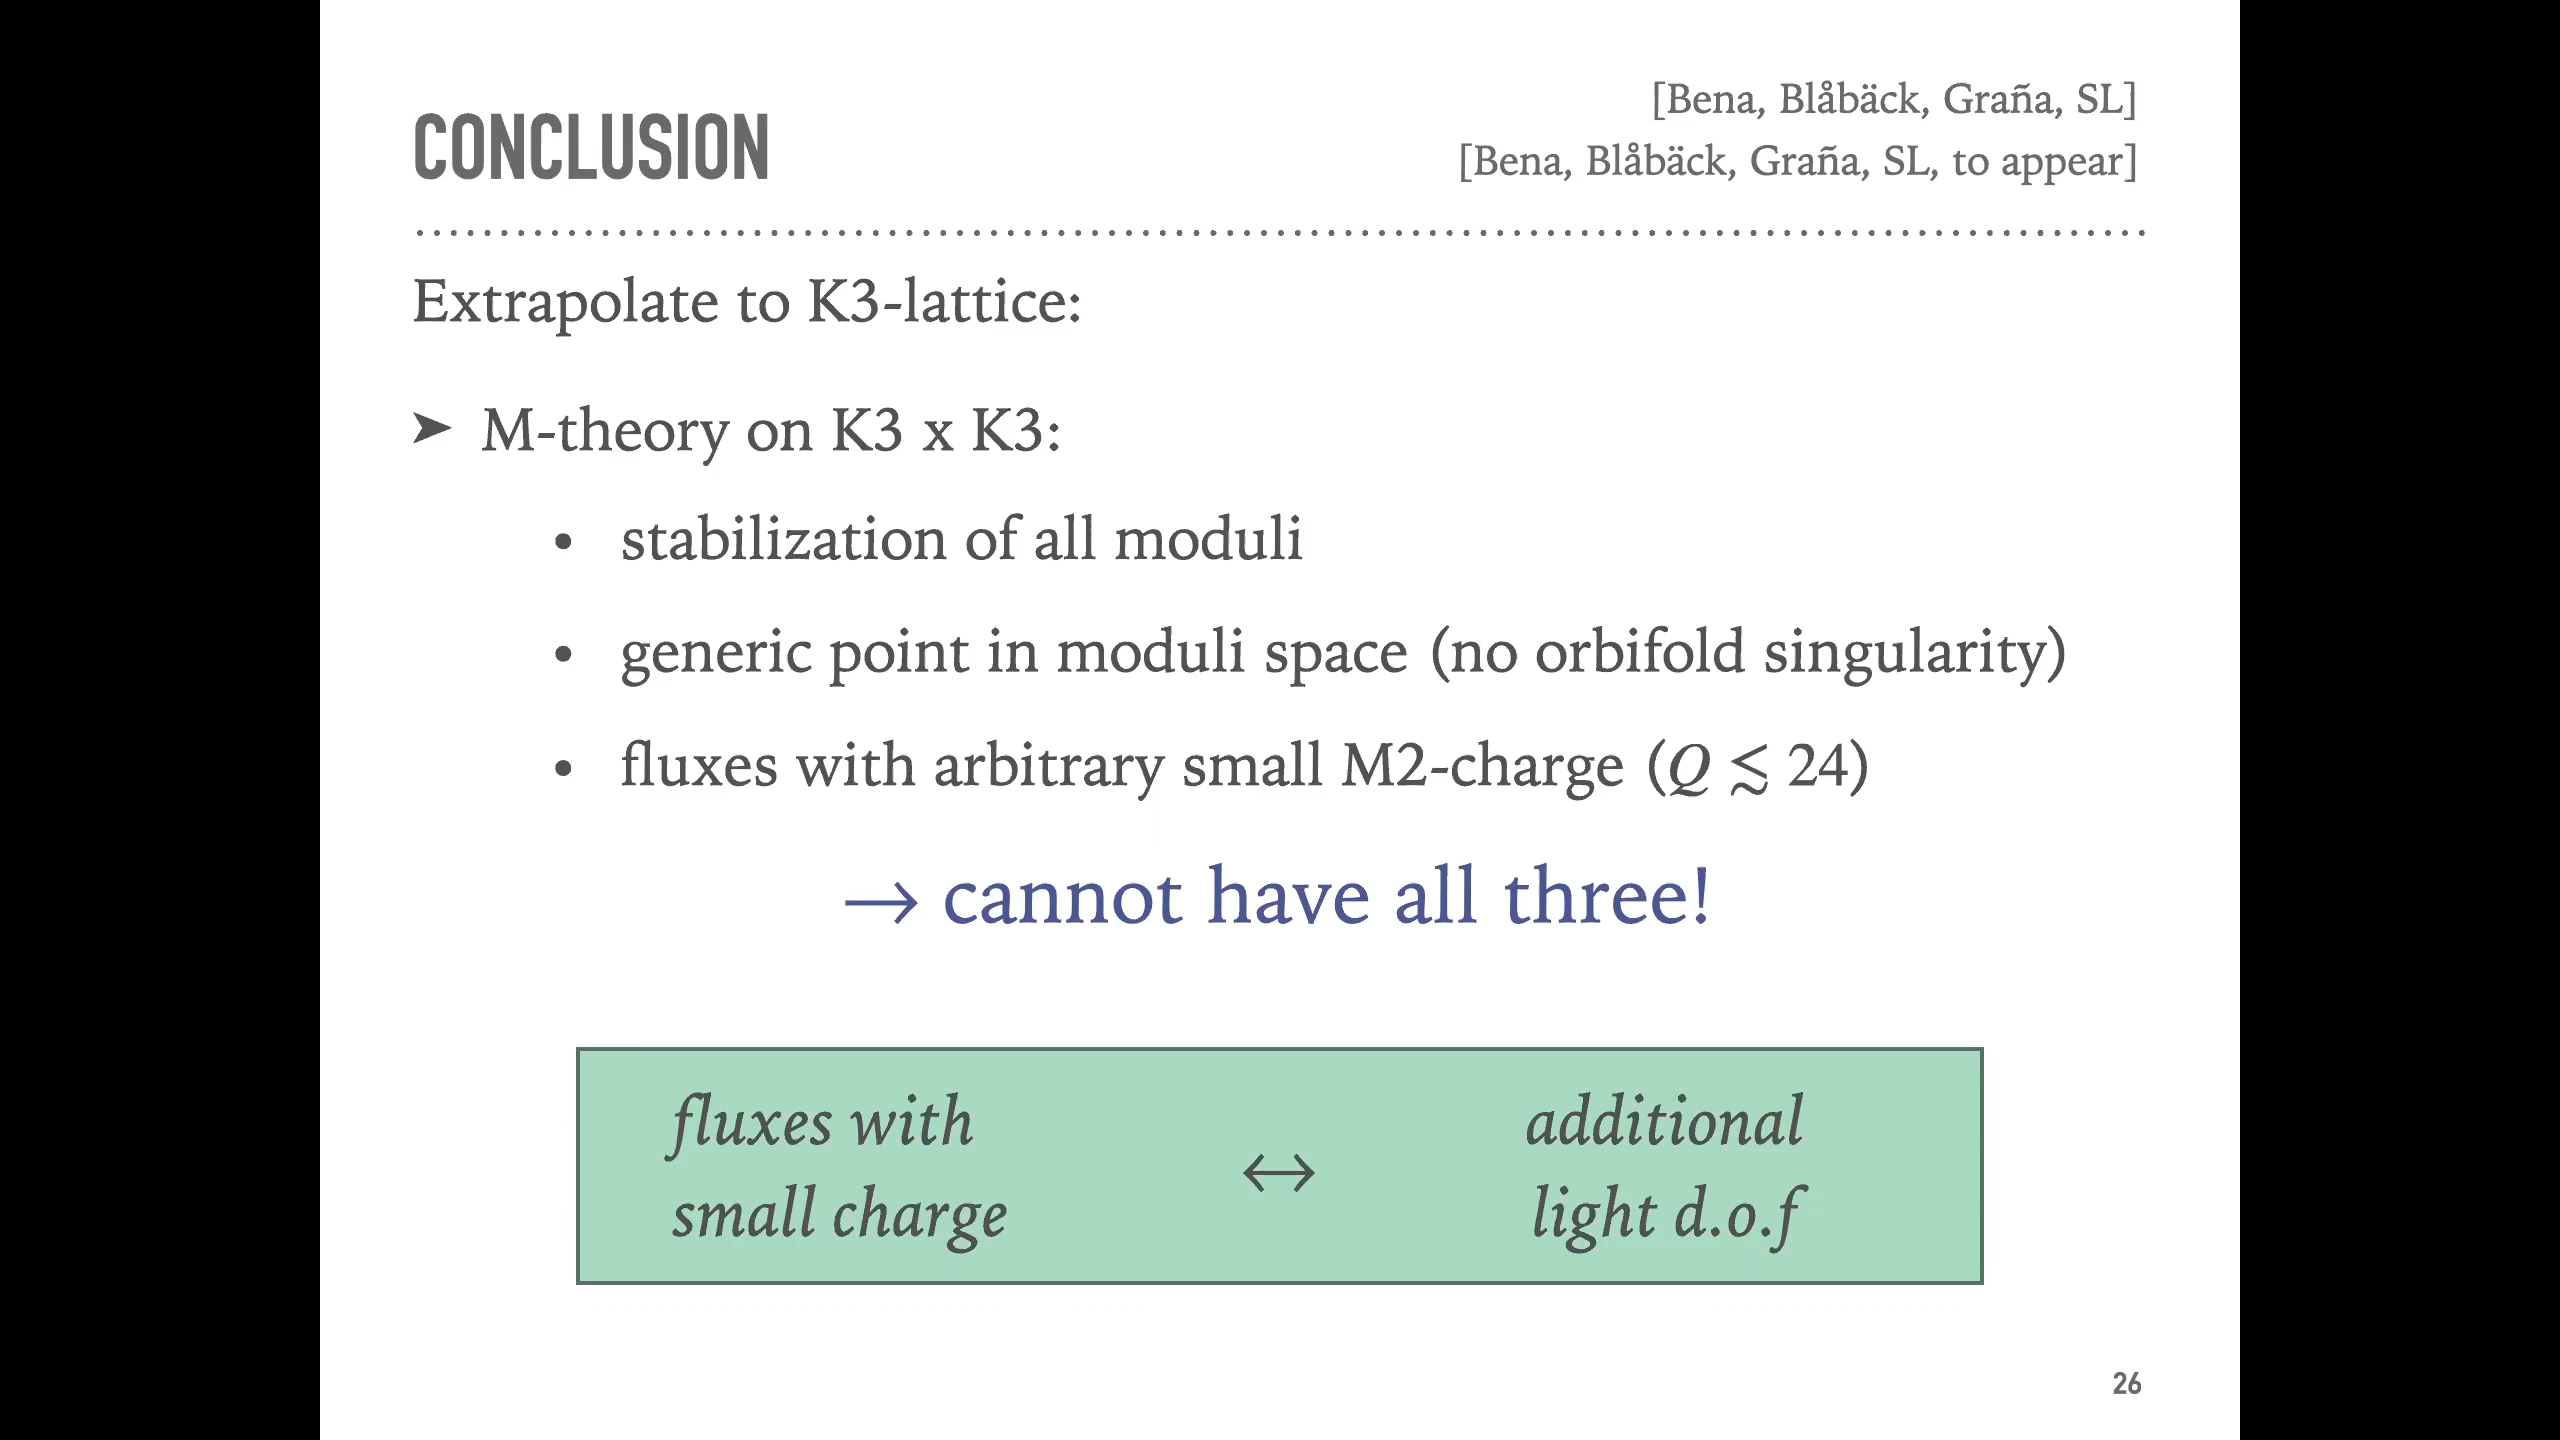 CONCLUSION
[Bena, Blåbäck, Graña, SL]
[Bena, Blåbäck, Graña, SL, to appear]
Extrapolate to K3-lattice:
➤ M-theory on K3 x K3:
• stabilization of all moduli
• generic point in moduli space (no orbifold singularity)
• fluxes with arbitrary small M2-charge (Q ≲ 24)
→ cannot have all three!
fluxes with
small charge
↔
additional
light d.o.f
26